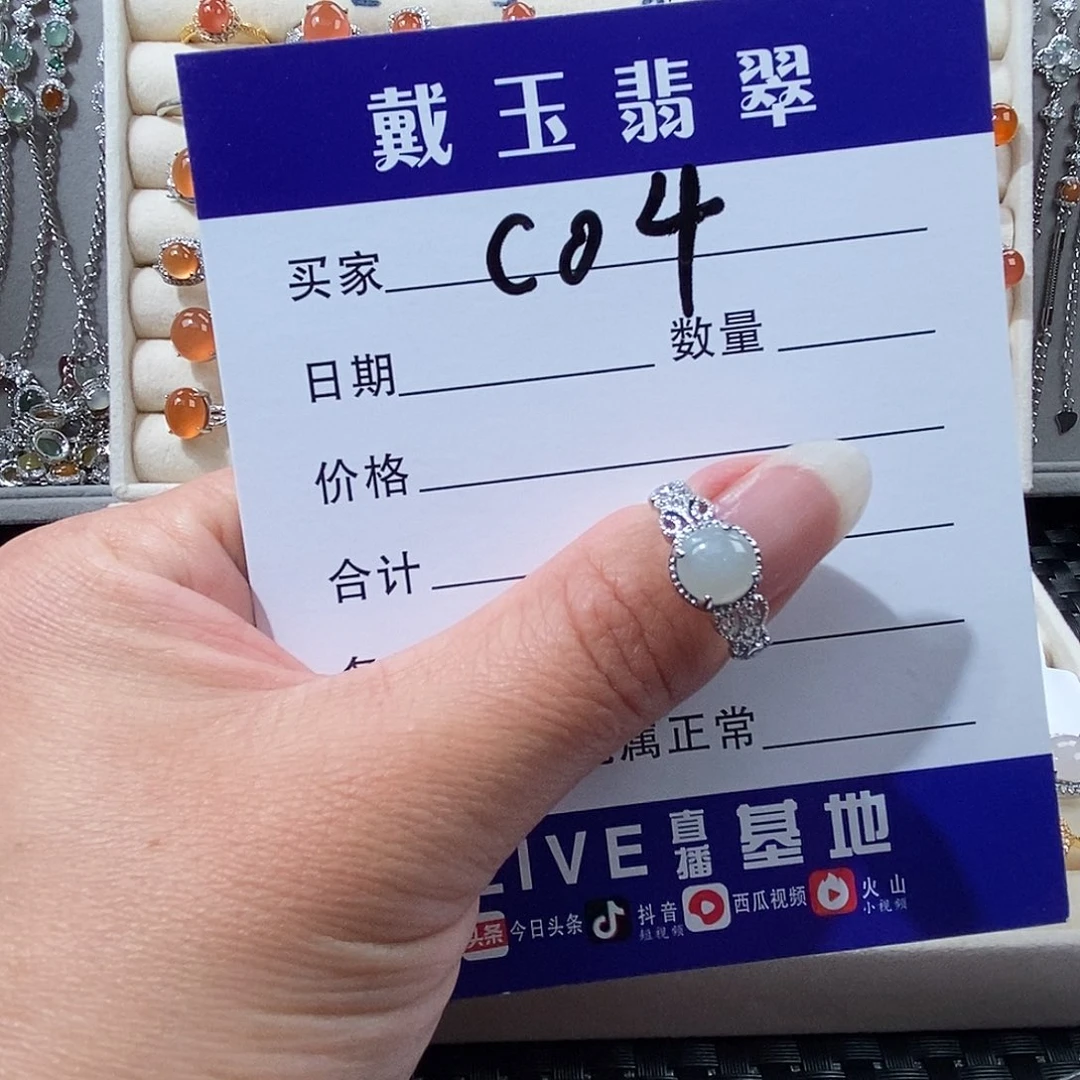 戴玉翡翠
买家 C04
日期 数量
价格
合计
属正常
LIVE 直播 基地
头条 今日头条 抖音 短视频 西瓜视频 火山 小视频